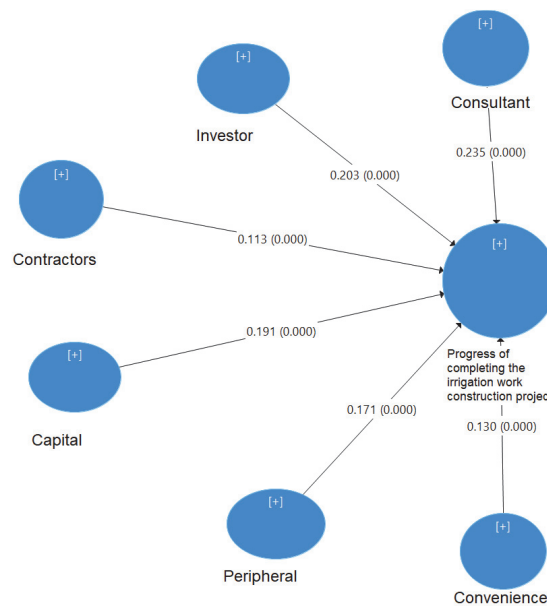 [+]
Consultant
[+]
Investor
0.235 (0.000)
0.203 (0.000)
[+]
Contractors
0.113 (0.000)
[+]
Progress of
completing the
irrigation work
construction projec
0.191 (0.000)
[+]
Capital
0.171 (0.000)
0.130 (0.000)
[+]
Peripheral
[+]
Convenience